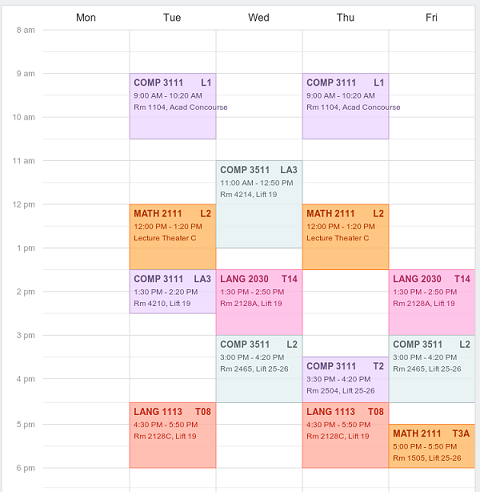 Mon Tue Wed Thu Fri
8 am
9 am
10 am
11 am
12 pm
1 pm
2 pm
3 pm
4 pm
5 pm
6 pm
COMP 3111 L1
9:00 AM - 10:20 AM
Rm 1104, Acad Concourse
MATH 2111 L2
12:00 PM - 1:20 PM
Lecture Theater C
COMP 3111 LA3
1:30 PM - 2:20 PM
Rm 4210, Lift 19
LANG 1113 T08
4:30 PM - 5:50 PM
Rm 2128C, Lift 19
COMP 3511 LA3
11:00 AM - 12:50 PM
Rm 4214, Lift 19
LANG 2030 T14
1:30 PM - 2:50 PM
Rm 2128A, Lift 19
COMP 3511 L2
3:00 PM - 4:20 PM
Rm 2465, Lift 25-26
COMP 3111 L1
9:00 AM - 10:20 AM
Rm 1104, Acad Concourse
MATH 2111 L2
12:00 PM - 1:20 PM
Lecture Theater C
COMP 3111 T2
3:30 PM - 4:20 PM
Rm 2504, Lift 25-26
LANG 1113 T08
4:30 PM - 5:50 PM
Rm 2128C, Lift 19
LANG 2030 T14
1:30 PM - 2:50 PM
Rm 2128A, Lift 19
COMP 3511 L2
3:00 PM - 4:20 PM
Rm 2465, Lift 25-26
MATH 2111 T3A
5:00 PM - 5:50 PM
Rm 1505, Lift 25-26